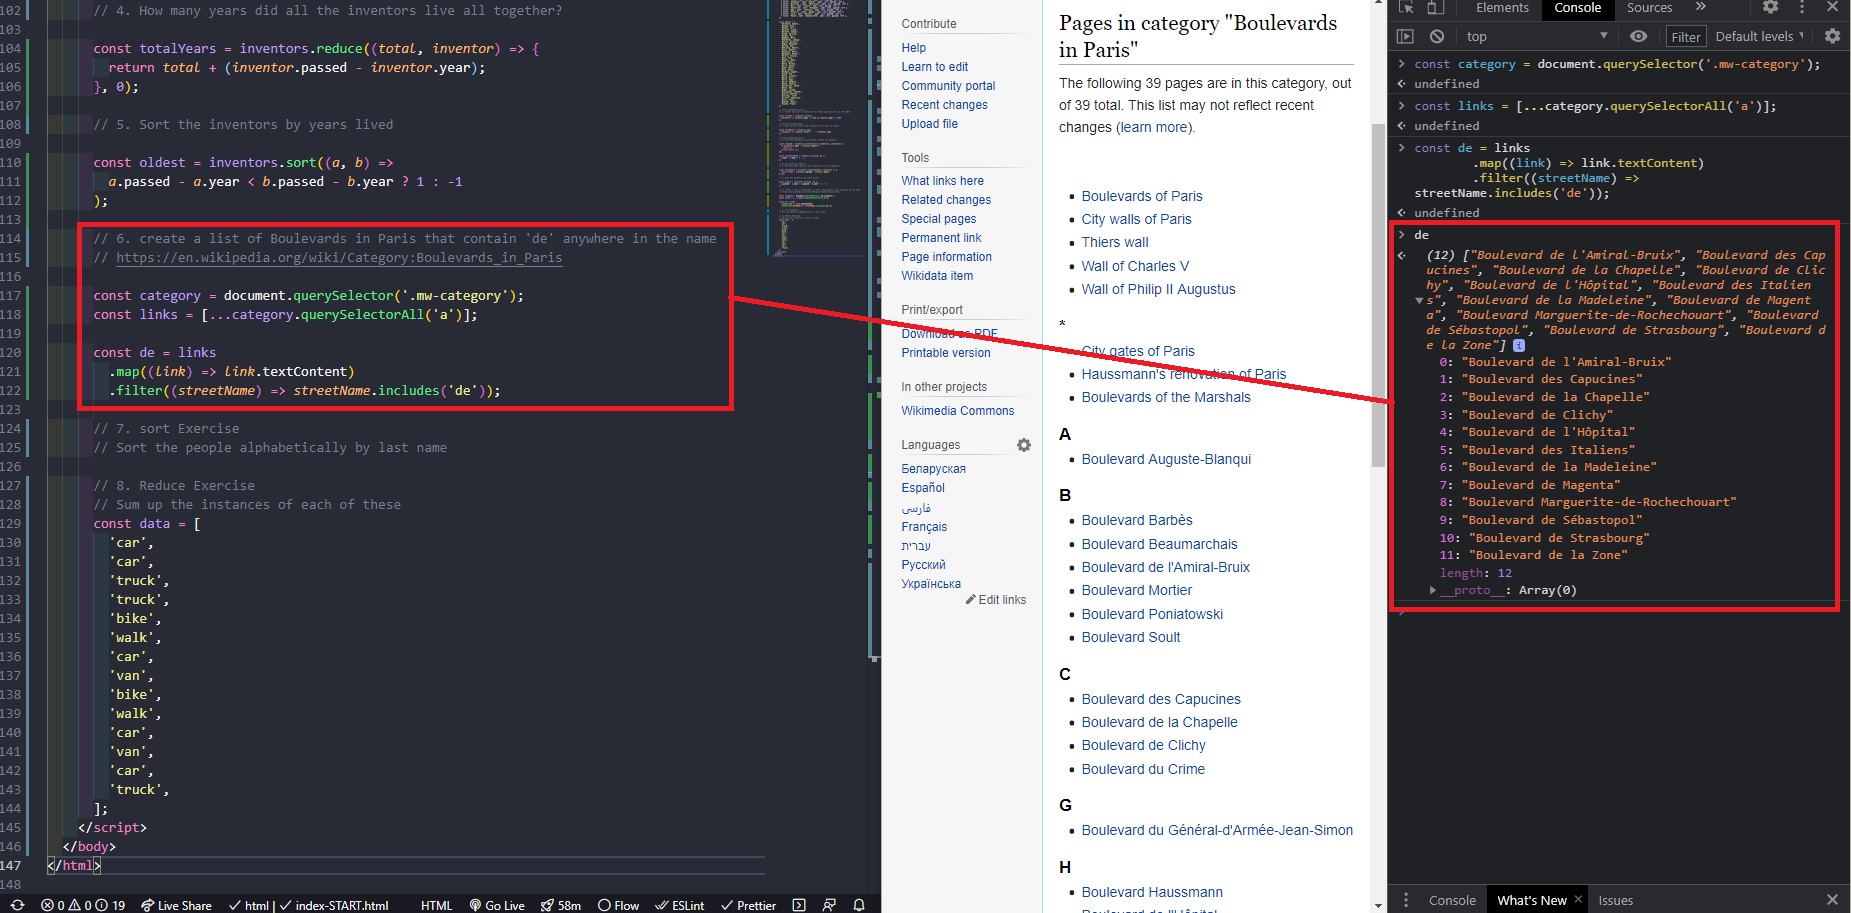 102 // 4. How many years did all the inventors live all together?
103
104 const totalYears = inventors.reduce((total, inventor) => {
105 return total + (inventor.passed - inventor.year);
106 }, 0);
107
108 // 5. Sort the inventors by years lived
109
110 const oldest = inventors.sort((a, b) =>
111 a.passed - a.year < b.passed - b.year ? 1 : -1
112 );
113
114 // 6. create a list of Boulevards in Paris that contain 'de' anywhere in the name
115 // https://en.wikipedia.org/wiki/Category:Boulevards_in_Paris
116
117 const category = document.querySelector('.mw-category');
118 const links = [...category.querySelectorAll('a')];
119
120 const de = links
121 .map((link) => link.textContent)
122 .filter((streetName) => streetName.includes('de'));
123
124 // 7. sort Exercise
125 // Sort the people alphabetically by last name
126
127 // 8. Reduce Exercise
128 // Sum up the instances of each of these
129 const data = [
130 'car',
131 'car',
132 'truck',
133 'truck',
134 'bike',
135 'walk',
136 'car',
137 'van',
138 'bike',
139 'walk',
140 'car',
141 'van',
142 'car',
143 'truck',
144 ];
145 </script>
146 </body>
147 </html>
148
0 0 19 Live Share html | index-START.html HTML Go Live 58m Flow ESLint Prettier
Contribute
Help
Learn to edit
Community portal
Recent changes
Upload file
Tools
What links here
Related changes
Special pages
Permanent link
Page information
Wikidata item
Print/export
Download as PDF
Printable version
In other projects
Wikimedia Commons
Languages
Беларуская
Español
فارسی
Français
עברית
Русский
Українська
Edit links
Pages in category "Boulevards
in Paris"
The following 39 pages are in this category, out
of 39 total. This list may not reflect recent
changes (learn more).
Boulevards of Paris
City walls of Paris
Thiers wall
Wall of Charles V
Wall of Philip II Augustus
*
City gates of Paris
Haussmann's renovation of Paris
Boulevards of the Marshals
A
Boulevard Auguste-Blanqui
B
Boulevard Barbès
Boulevard Beaumarchais
Boulevard de l'Amiral-Bruix
Boulevard Mortier
Boulevard Poniatowski
Boulevard Soult
C
Boulevard des Capucines
Boulevard de la Chapelle
Boulevard de Clichy
Boulevard du Crime
G
Boulevard du Général-d'Armée-Jean-Simon
H
Boulevard Haussmann
Boulevard de l'Hôpital
Elements Console Sources »
top Filter Default levels
> const category = document.querySelector('.mw-category');
undefined
> const links = [...category.querySelectorAll('a')];
undefined
> const de = links
.map((link) => link.textContent)
.filter((streetName) =>
streetName.includes('de'));
undefined
> de
(12) ["Boulevard de l'Amiral-Bruix", "Boulevard des Cap
ucines", "Boulevard de la Chapelle", "Boulevard de Clic
hy", "Boulevard de l'Hôpital", "Boulevard des Italien
s", "Boulevard de la Madeleine", "Boulevard de Magent
a", "Boulevard Marguerite-de-Rochechouart", "Boulevard
de Sébastopol", "Boulevard de Strasbourg", "Boulevard d
e la Zone"] i
0: "Boulevard de l'Amiral-Bruix"
1: "Boulevard des Capucines"
2: "Boulevard de la Chapelle"
3: "Boulevard de Clichy"
4: "Boulevard de l'Hôpital"
5: "Boulevard des Italiens"
6: "Boulevard de la Madeleine"
7: "Boulevard de Magenta"
8: "Boulevard Marguerite-de-Rochechouart"
9: "Boulevard de Sébastopol"
10: "Boulevard de Strasbourg"
11: "Boulevard de la Zone"
length: 12
__proto__: Array(0)
>
Console What's New × Issues